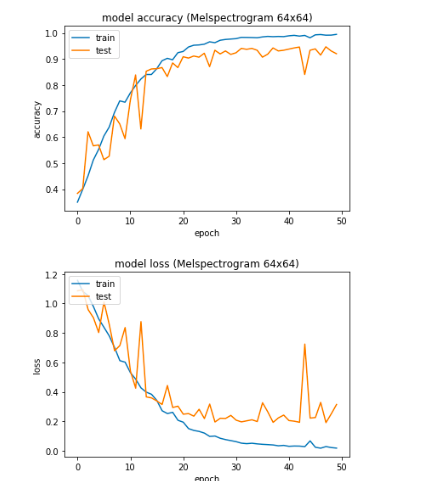 model accuracy (Melspectrogram 64x64)
train
test
1.0
0.9
0.8
0.7
0.6
0.5
0.4
accuracy
0 10 20 30 40 50
epoch
model loss (Melspectrogram 64x64)
train
test
1.2
1.0
0.8
0.6
0.4
0.2
0.0
loss
0 10 20 30 40 50
epoch